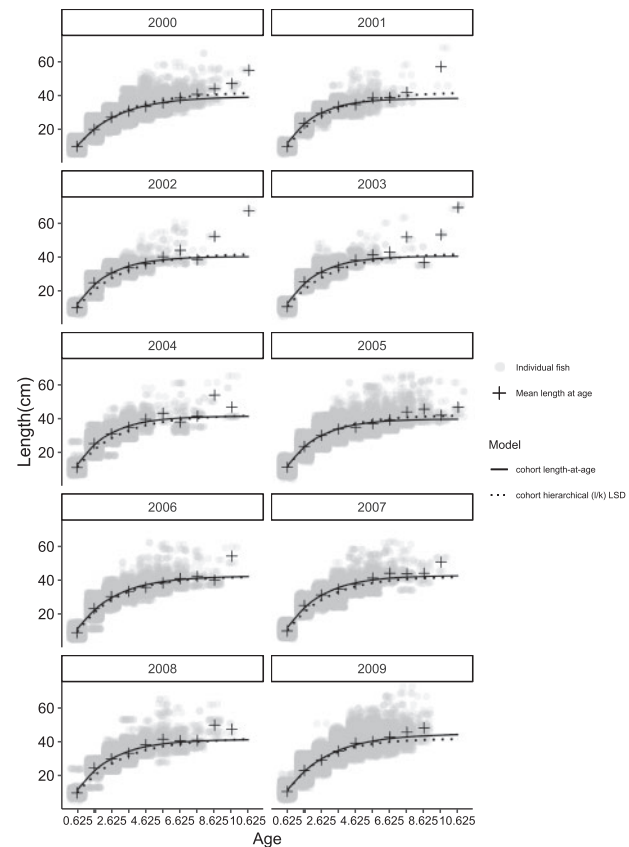 2000 2001
60
40
20
2002 2003
60
40
20
2004 2005
60
40
20
2006 2007
60
40
20
2008 2009
60
40
20
0.625 2.625 4.625 6.625 8.625 10.625 0.625 2.625 4.625 6.625 8.625 10.625
Age
Length(cm)
Individual fish
Mean length at age
Model
cohort length-at-age
cohort hierarchical (l/k) LSD